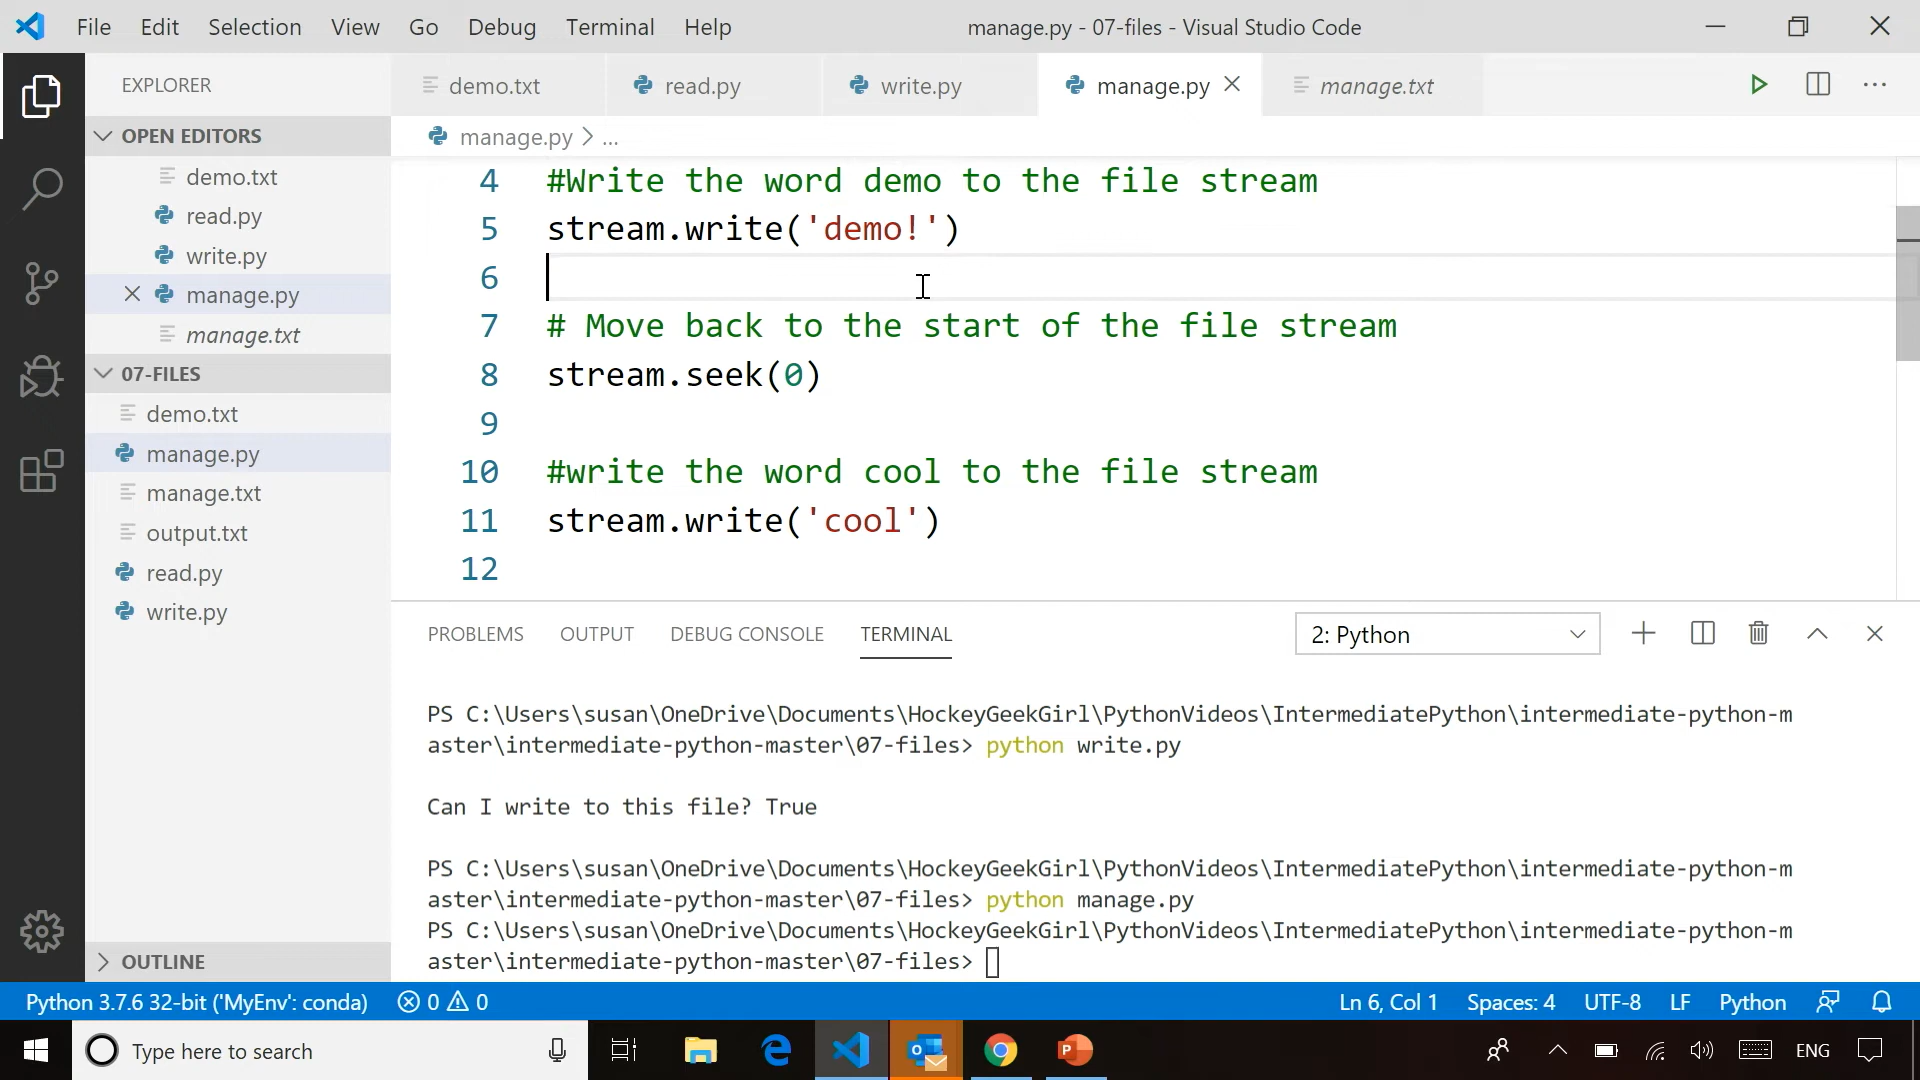 File Edit Selection View Go Debug Terminal Help
manage.py - 07-files - Visual Studio Code
EXPLORER
OPEN EDITORS
demo.txt
read.py
write.py
manage.py
manage.txt
07-FILES
demo.txt
manage.py
manage.txt
output.txt
read.py
write.py
OUTLINE
demo.txt read.py write.py manage.py manage.txt
manage.py > ...
4 #Write the word demo to the file stream
5 stream.write('demo!')
6
7 # Move back to the start of the file stream
8 stream.seek(0)
9
10 #write the word cool to the file stream
11 stream.write('cool')
12
PROBLEMS OUTPUT DEBUG CONSOLE TERMINAL
2: Python
PS C:\Users\susan\OneDrive\Documents\HockeyGeekGirl\PythonVideos\IntermediatePython\intermediate-python-m
aster\intermediate-python-master\07-files> python write.py
Can I write to this file? True
PS C:\Users\susan\OneDrive\Documents\HockeyGeekGirl\PythonVideos\IntermediatePython\intermediate-python-m
aster\intermediate-python-master\07-files> python manage.py
PS C:\Users\susan\OneDrive\Documents\HockeyGeekGirl\PythonVideos\IntermediatePython\intermediate-python-m
aster\intermediate-python-master\07-files>
Python 3.7.6 32-bit ('MyEnv': conda) 0 0
Ln 6, Col 1 Spaces: 4 UTF-8 LF Python
Type here to search
ENG